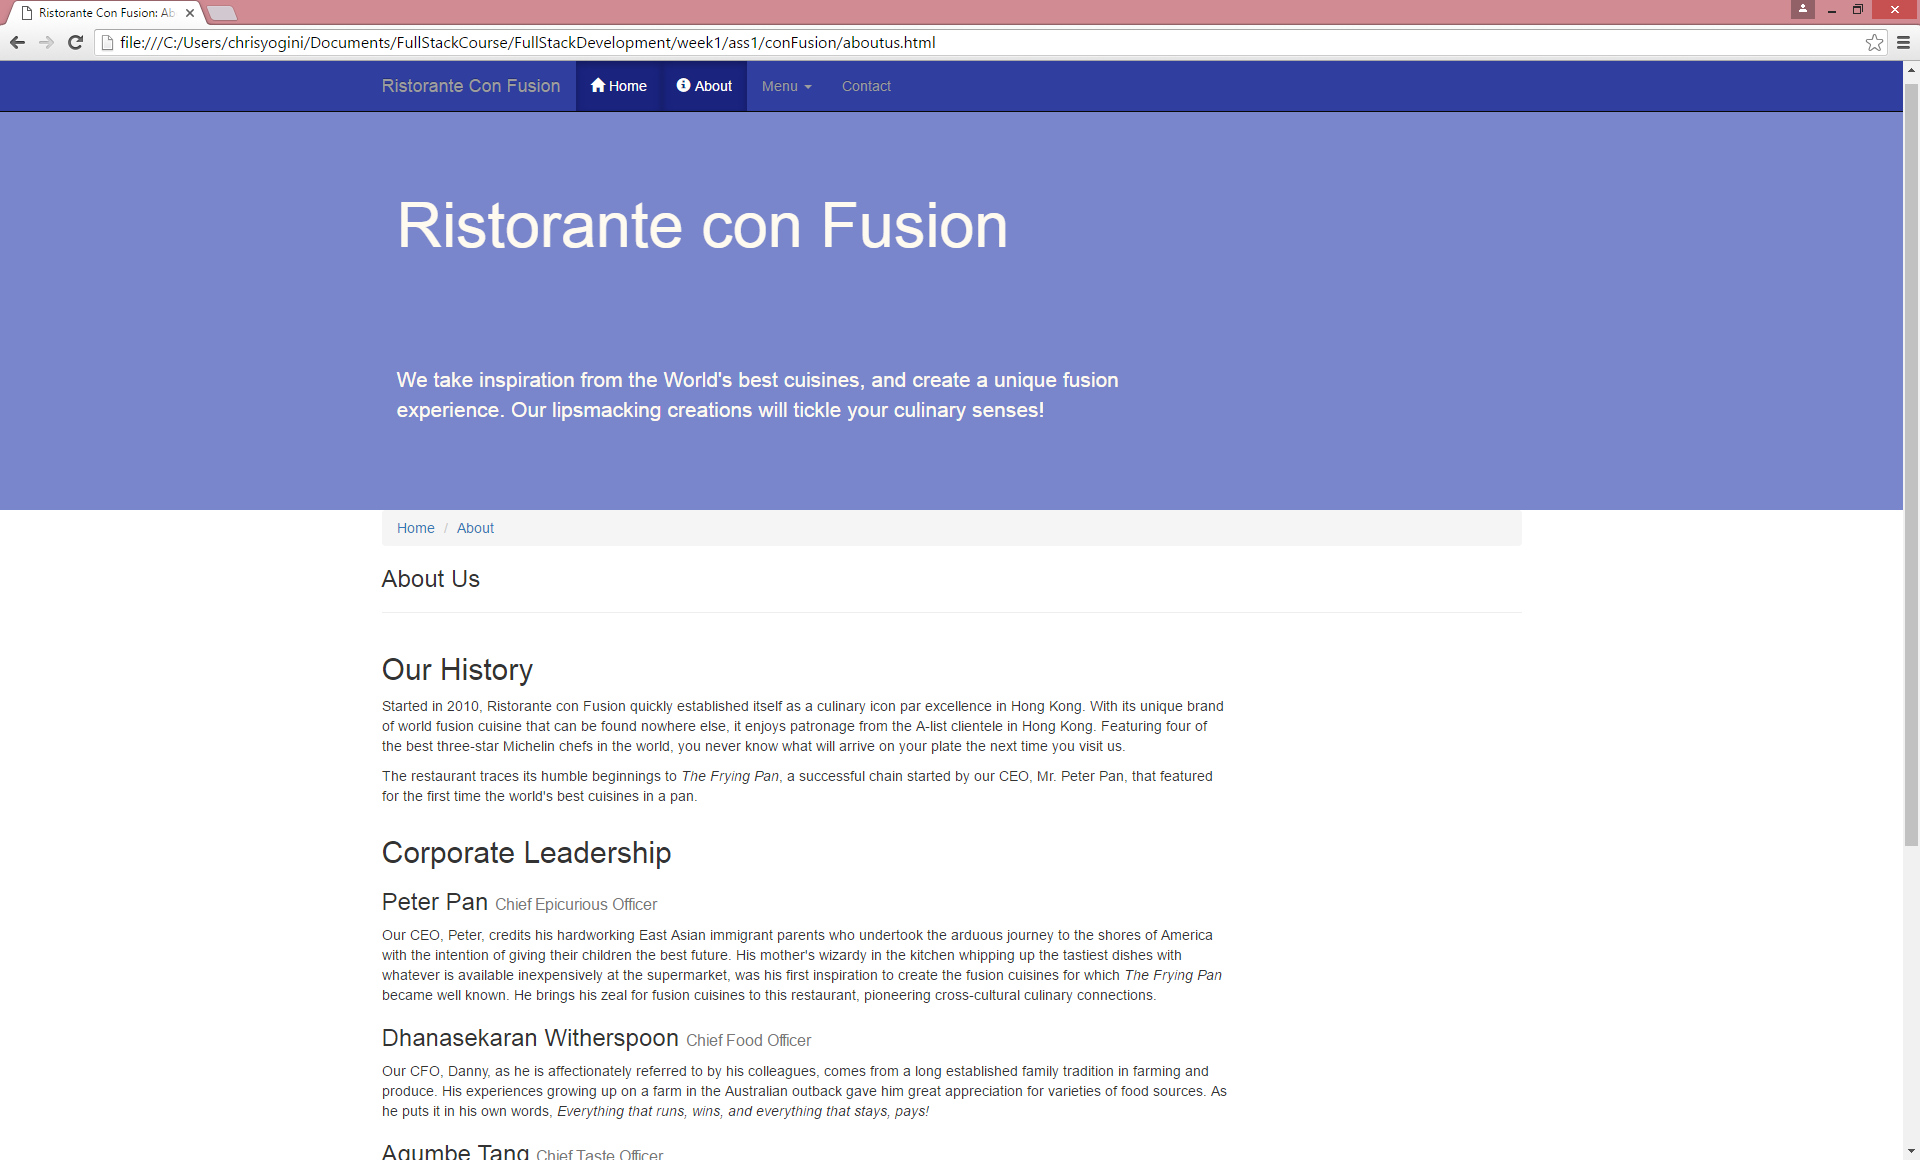 Ristorante Con Fusion: Ab
file:///C:/Users/chrisyogini/Documents/FullStackCourse/FullStackDevelopment/week1/ass1/conFusion/aboutus.html
Ristorante Con Fusion Home About Menu Contact
Ristorante con Fusion
We take inspiration from the World's best cuisines, and create a unique fusion
experience. Our lipsmacking creations will tickle your culinary senses!
Home / About
About Us
Our History
Started in 2010, Ristorante con Fusion quickly established itself as a culinary icon par excellence in Hong Kong. With its unique brand
of world fusion cuisine that can be found nowhere else, it enjoys patronage from the A-list clientele in Hong Kong. Featuring four of
the best three-star Michelin chefs in the world, you never know what will arrive on your plate the next time you visit us.
The restaurant traces its humble beginnings to The Frying Pan, a successful chain started by our CEO, Mr. Peter Pan, that featured
for the first time the world's best cuisines in a pan.
Corporate Leadership
Peter Pan Chief Epicurious Officer
Our CEO, Peter, credits his hardworking East Asian immigrant parents who undertook the arduous journey to the shores of America
with the intention of giving their children the best future. His mother's wizardy in the kitchen whipping up the tastiest dishes with
whatever is available inexpensively at the supermarket, was his first inspiration to create the fusion cuisines for which The Frying Pan
became well known. He brings his zeal for fusion cuisines to this restaurant, pioneering cross-cultural culinary connections.
Dhanasekaran Witherspoon Chief Food Officer
Our CFO, Danny, as he is affectionately referred to by his colleagues, comes from a long established family tradition in farming and
produce. His experiences growing up on a farm in the Australian outback gave him great appreciation for varieties of food sources. As
he puts it in his own words, Everything that runs, wins, and everything that stays, pays!
Agumbe Tang Chief Taste Officer